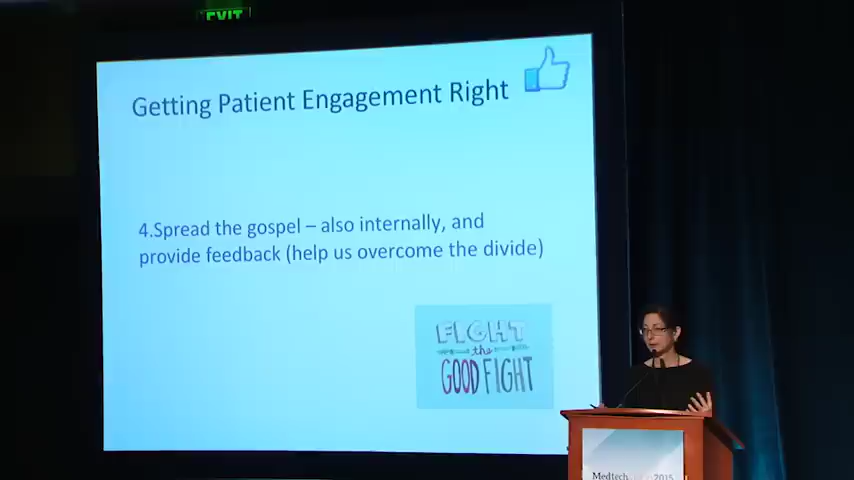 EXIT
Getting Patient Engagement Right
4.Spread the gospel – also internally, and
provide feedback (help us overcome the divide)
FIGHT
the
GOOD FIGHT
Medtech 2015